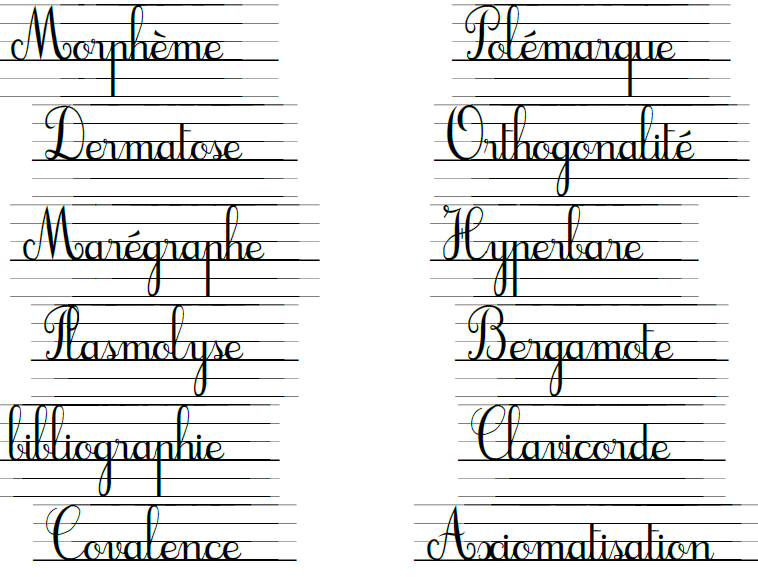 Morphème Polémarque
Dermatose Orthogonalité
Marégraphe Hyperbare
Plasmolyse Bergamote
bibliographie Clavicorde
Covalence Axiomatisation